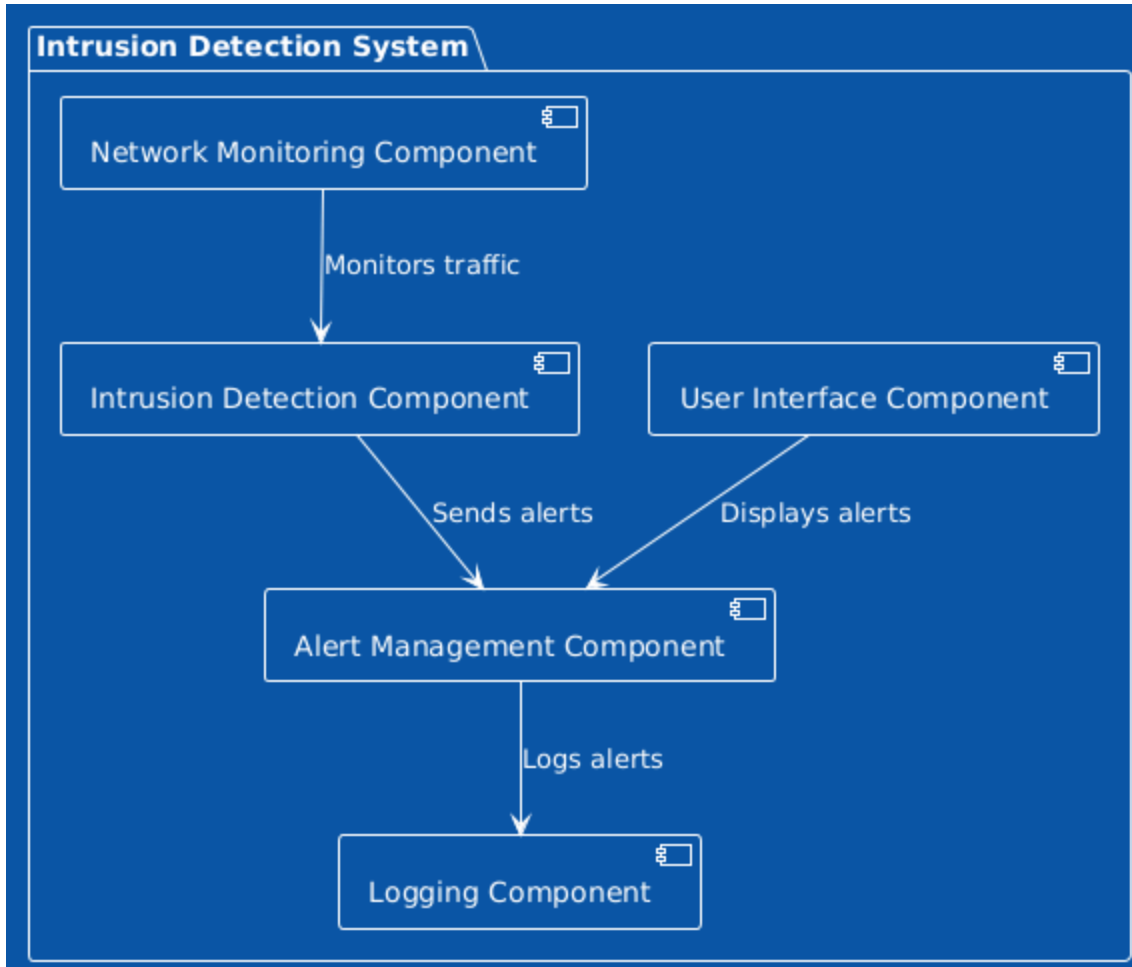 Intrusion Detection System
Network Monitoring Component
Monitors traffic
Intrusion Detection Component
User Interface Component
Sends alerts
Displays alerts
Alert Management Component
Logs alerts
Logging Component